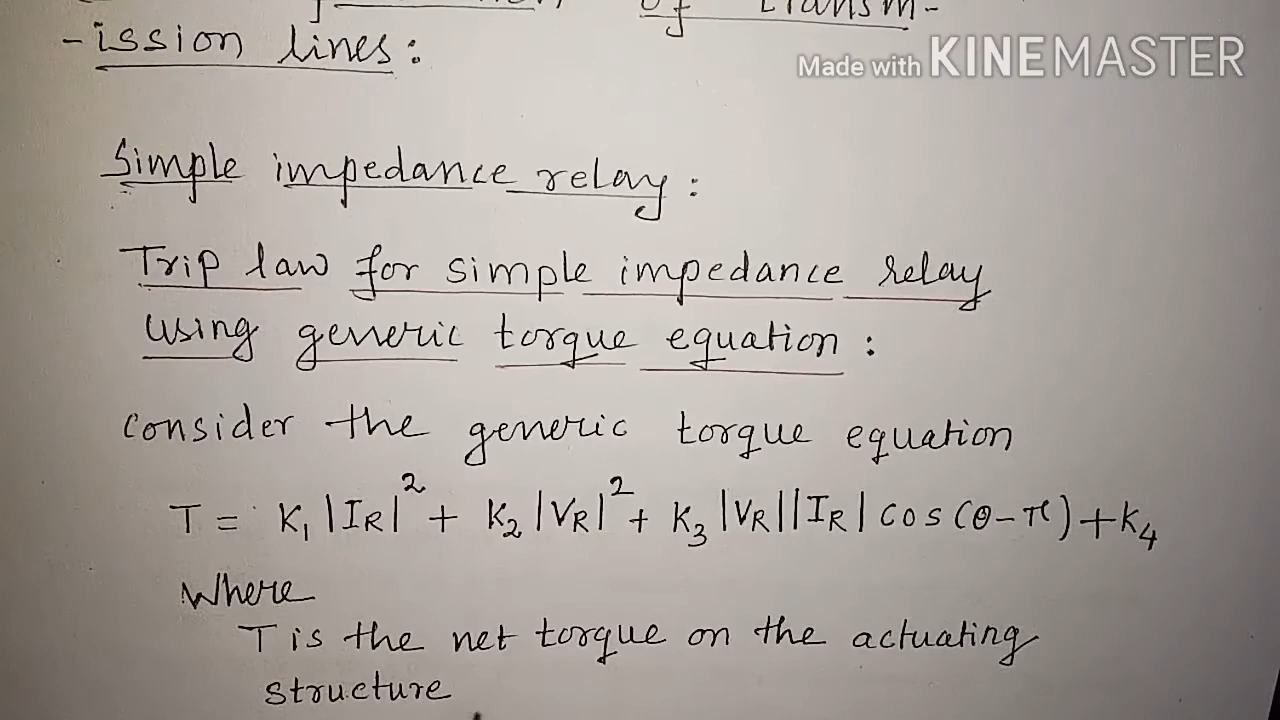 of transm-
-ission lines:
Made with KINEMASTER
Simple impedance relay:
Trip law for simple impedance relay
using generic torque equation:
consider the generic torque equation
T = K₁ |IR|² + K₂ |VR|² + K₃ |VR||IR| cos(θ-τ) + K₄
Where
T is the net torque on the actuating
structure